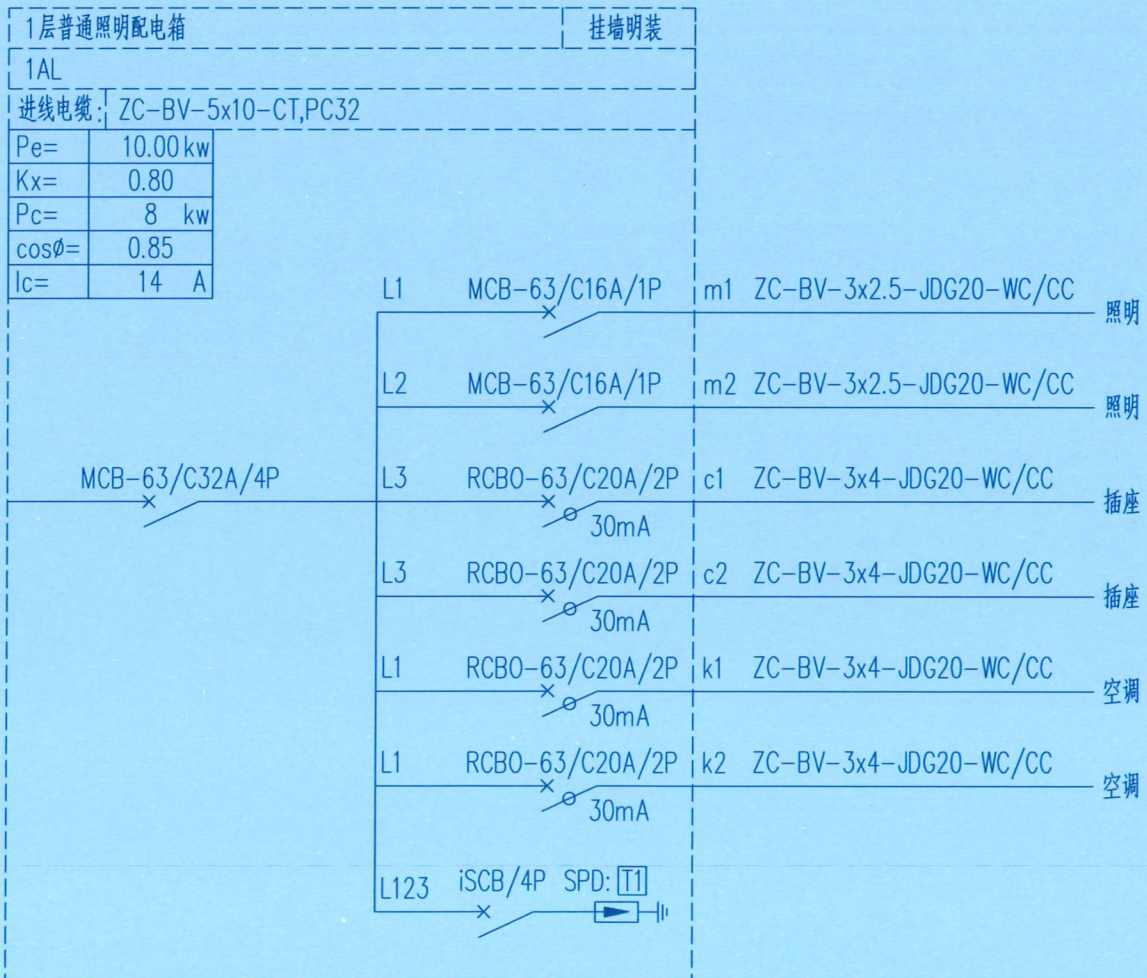 1层普通照明配电箱 挂墙明装
1AL
进线电缆: ZC-BV-5x10-CT,PC32
Pe= 10.00 kw
Kx= 0.80
Pc= 8 kw
cosø= 0.85
Ic= 14 A
L1 MCB-63/C16A/1P m1 ZC-BV-3x2.5-JDG20-WC/CC 照明
L2 MCB-63/C16A/1P m2 ZC-BV-3x2.5-JDG20-WC/CC 照明
MCB-63/C32A/4P
L3 RCBO-63/C20A/2P c1 ZC-BV-3x4-JDG20-WC/CC 插座
30mA
L3 RCBO-63/C20A/2P c2 ZC-BV-3x4-JDG20-WC/CC 插座
30mA
L1 RCBO-63/C20A/2P k1 ZC-BV-3x4-JDG20-WC/CC 空调
30mA
L1 RCBO-63/C20A/2P k2 ZC-BV-3x4-JDG20-WC/CC 空调
30mA
L123 iSCB/4P SPD: T1